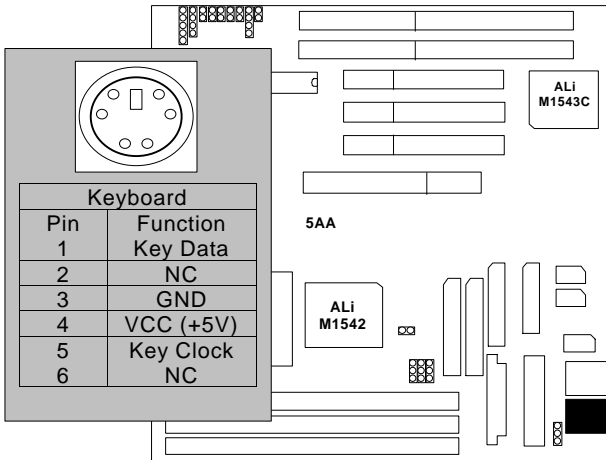 ALi
M1543C
Keyboard
Pin Function
1 Key Data
2 NC
3 GND
4 VCC (+5V)
5 Key Clock
6 NC
5AA
ALi
M1542